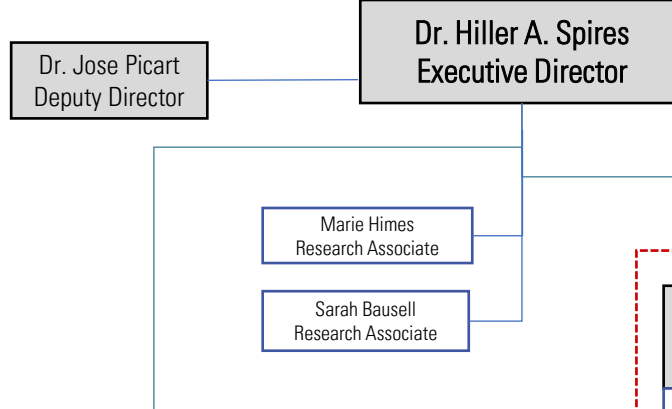 Dr. Hiller A. Spires
Executive Director
Dr. Jose Picart
Deputy Director
Marie Himes
Research Associate
Sarah Bausell
Research Associate